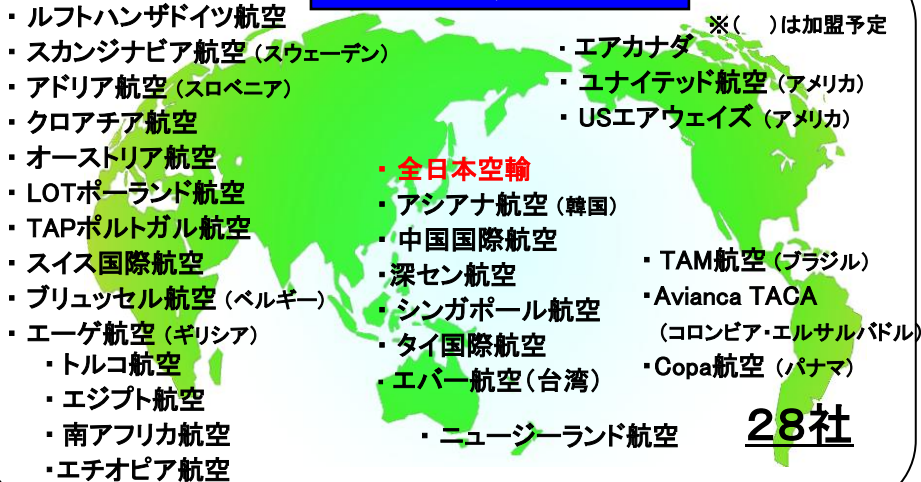 ※(　)は加盟予定
・ ルフトハンザドイツ航空
・ スカンジナビア航空（スウェーデン）
・ アドリア航空（スロベニア）
・ クロアチア航空
・ オーストリア航空
・ LOTポーランド航空
・ TAPポルトガル航空
・ スイス国際航空
・ ブリュッセル航空（ベルギー）
・ エーゲ航空（ギリシア）
・トルコ航空
・エジプト航空
・南アフリカ航空
・エチオピア航空
・ 全日本空輸
・ アシアナ航空（韓国）
・ 中国国際航空
・深セン航空
・ シンガポール航空
・ タイ国際航空
・エバー航空（台湾）
・ ニュージーランド航空
・エアカナダ
・ ユナイテッド航空（アメリカ）
・ USエアウェイズ（アメリカ）
・ TAM航空（ブラジル）
・Avianca TACA
（コロンビア・エルサルバドル）
・Copa航空（パナマ）
28社